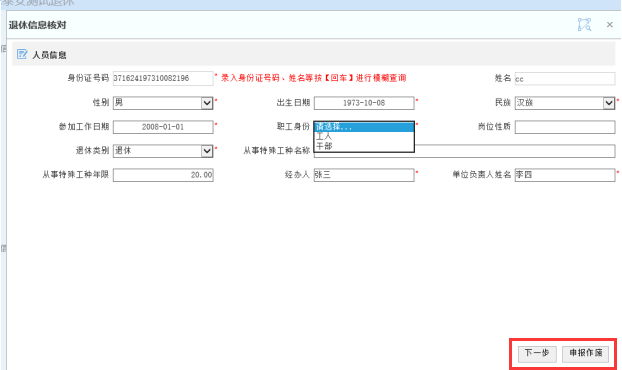 泰安测试退休
退休信息核对
×
人员信息
身份证号码 371624197310082196 * 录入身份证号码、姓名等按【回车】进行模糊查询 姓名 cc
性别 男 * 出生日期 1973-10-08 * 民族 汉族 *
参加工作日期 2008-01-01 * 职工身份 请选择... * 岗位性质
工人
干部
退休类别 退休 * 从事特殊工种名称
从事特殊工种年限 20.00 经办人 张三 * 单位负责人姓名 李四 *
下一步 申报作废